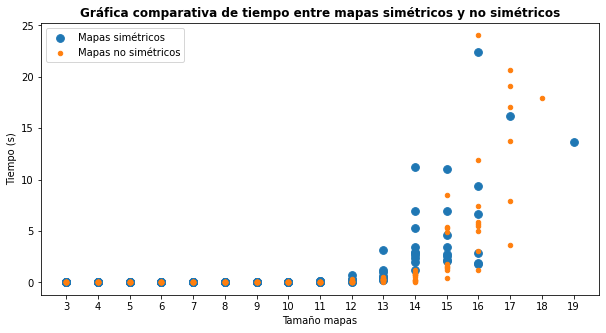 Gráfica comparativa de tiempo entre mapas simétricos y no simétricos
Mapas simétricos
Mapas no simétricos
25
20
15
10
5
0
Tiempo (s)
3 4 5 6 7 8 9 10 11 12 13 14 15 16 17 18 19
Tamaño mapas